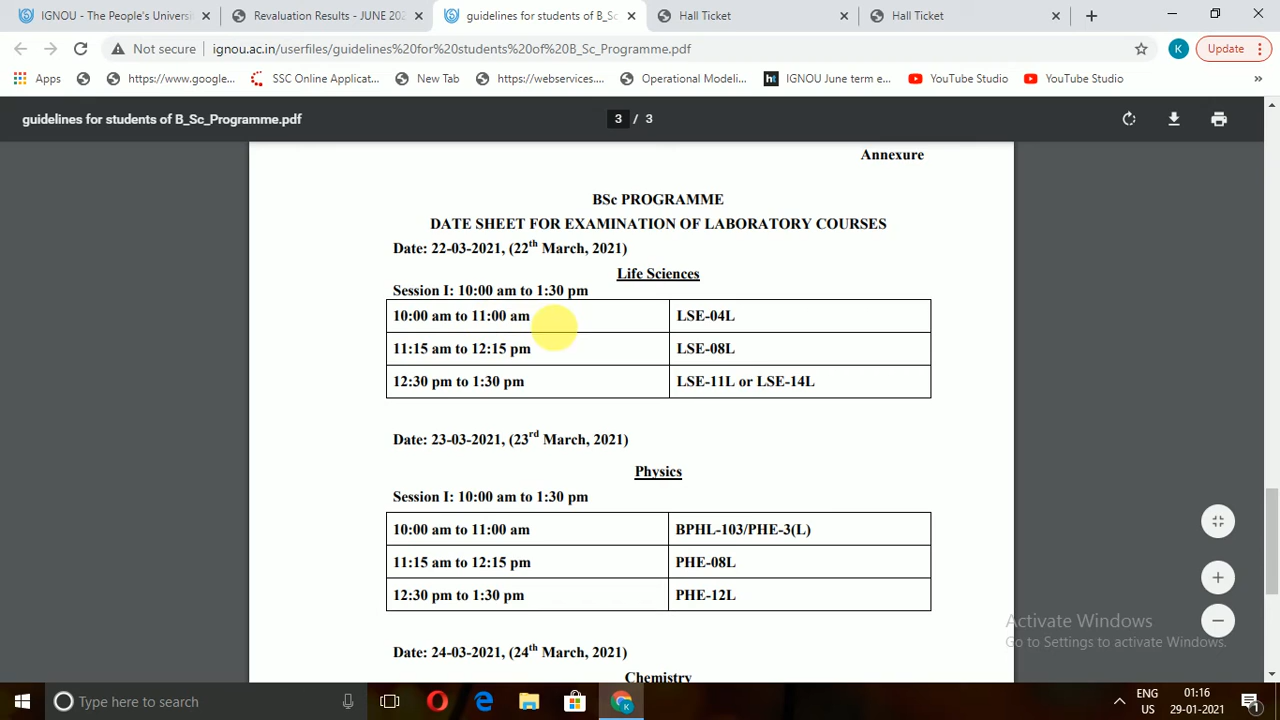 IGNOU - The People's Universi
Revaluation Results - JUNE 202
guidelines for students of B_Sc
Hall Ticket
Hall Ticket
Not secure
ignou.ac.in/userfiles/guidelines%20for%20students%20of%20B_Sc_Programme.pdf
K
Update
Apps
https://www.google...
SSC Online Applicat...
New Tab
https://webservices....
Operational Modeli...
ht
IGNOU June term e...
YouTube Studio
YouTube Studio
»
guidelines for students of B_Sc_Programme.pdf
3 / 3
Annexure
BSc PROGRAMME
DATE SHEET FOR EXAMINATION OF LABORATORY COURSES
Date: 22-03-2021, (22th March, 2021)
Life Sciences
Session I: 10:00 am to 1:30 pm
10:00 am to 11:00 am LSE-04L
11:15 am to 12:15 pm LSE-08L
12:30 pm to 1:30 pm LSE-11L or LSE-14L
Date: 23-03-2021, (23rd March, 2021)
Physics
Session I: 10:00 am to 1:30 pm
10:00 am to 11:00 am BPHL-103/PHE-3(L)
11:15 am to 12:15 pm PHE-08L
12:30 pm to 1:30 pm PHE-12L
Date: 24-03-2021, (24th March, 2021)
Chemistry
Activate Windows
Go to Settings to activate Windows.
Type here to search
K
ENG
US
01:16
29-01-2021
1